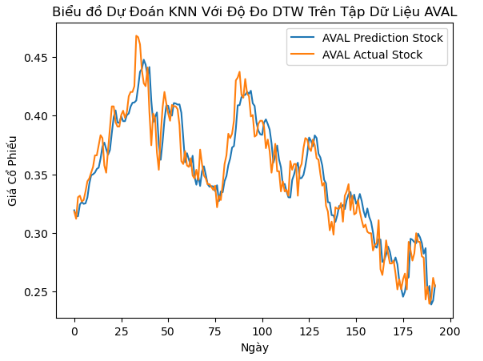 Biểu đồ Dự Đoán KNN Với Độ Đo DTW Trên Tập Dữ Liệu AVAL
AVAL Prediction Stock
AVAL Actual Stock
Giá Cổ Phiếu
0.45
0.40
0.35
0.30
0.25
0 25 50 75 100 125 150 175 200
Ngày